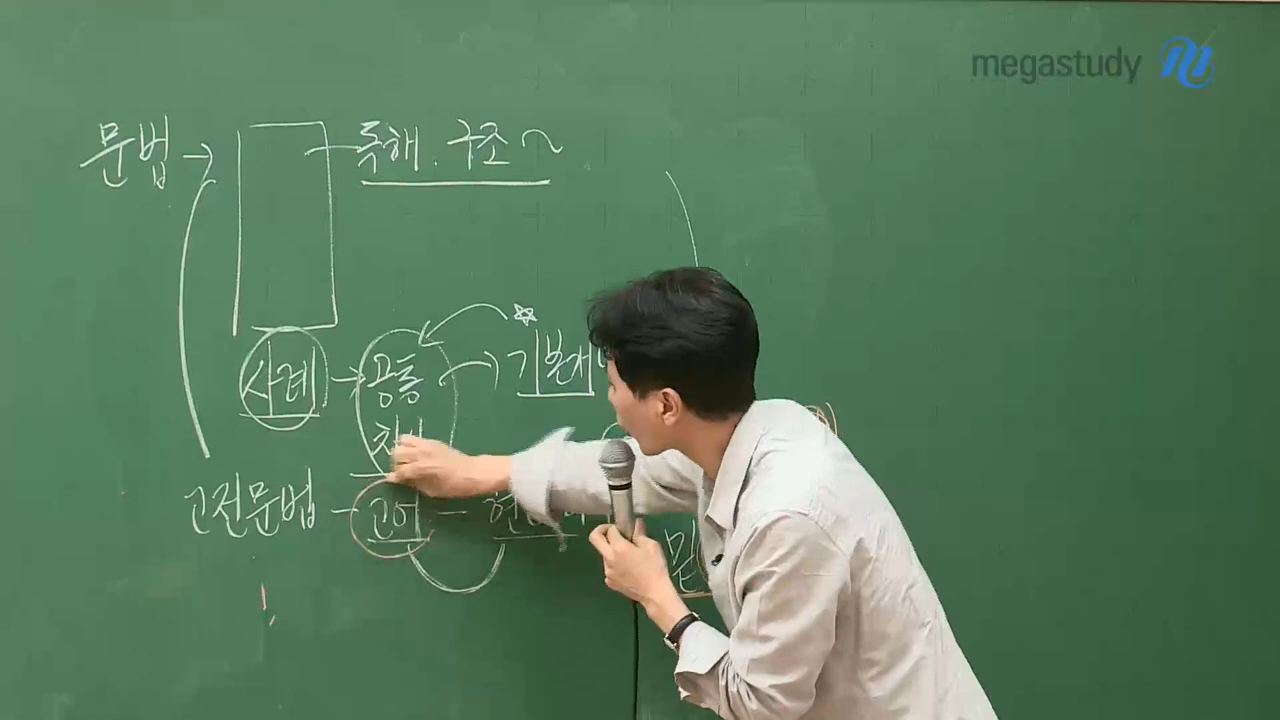 megastudy
문법 → 독해. 구조~
사례 → 공통 → ☆ 기본개
고전문법 - 고어 -